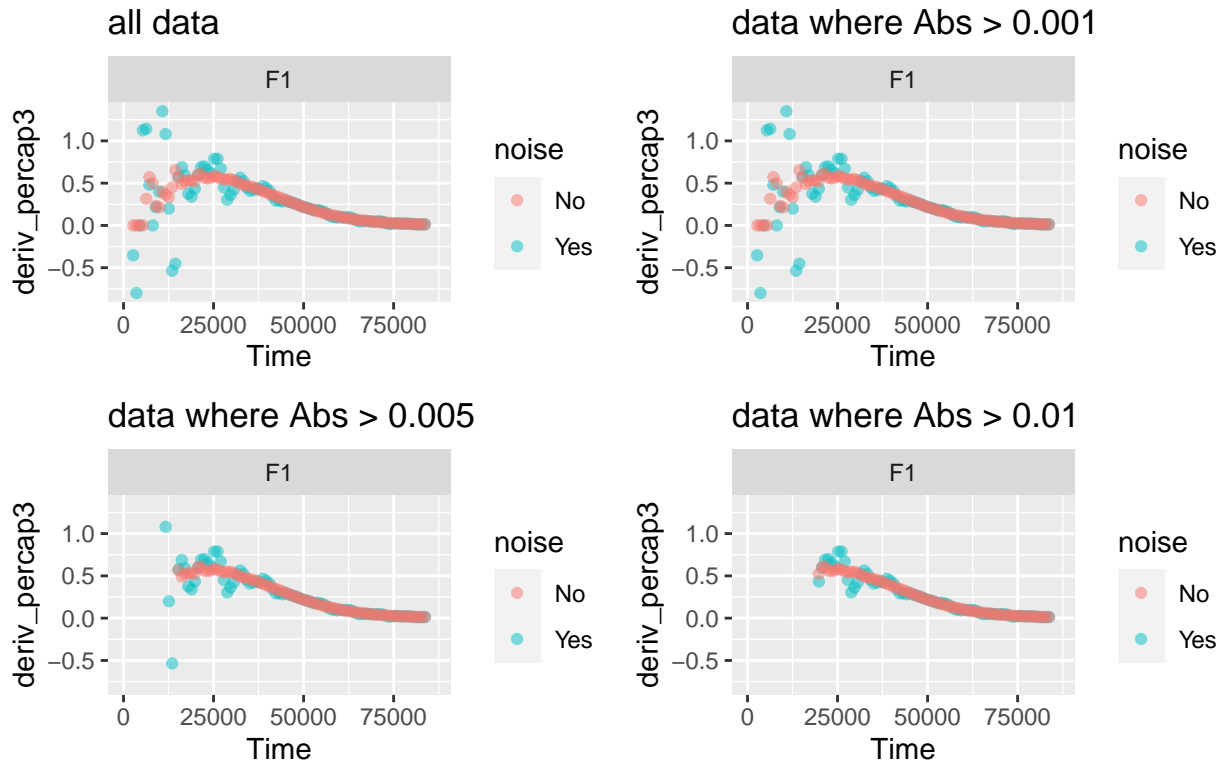 all data
F1
deriv_percap3
1.0
0.5
0.0
−0.5
0 25000 50000 75000
Time
noise
No
Yes
data where Abs > 0.001
F1
deriv_percap3
1.0
0.5
0.0
−0.5
0 25000 50000 75000
Time
noise
No
Yes
data where Abs > 0.005
F1
deriv_percap3
1.0
0.5
0.0
−0.5
0 25000 50000 75000
Time
noise
No
Yes
data where Abs > 0.01
F1
deriv_percap3
1.0
0.5
0.0
−0.5
0 25000 50000 75000
Time
noise
No
Yes